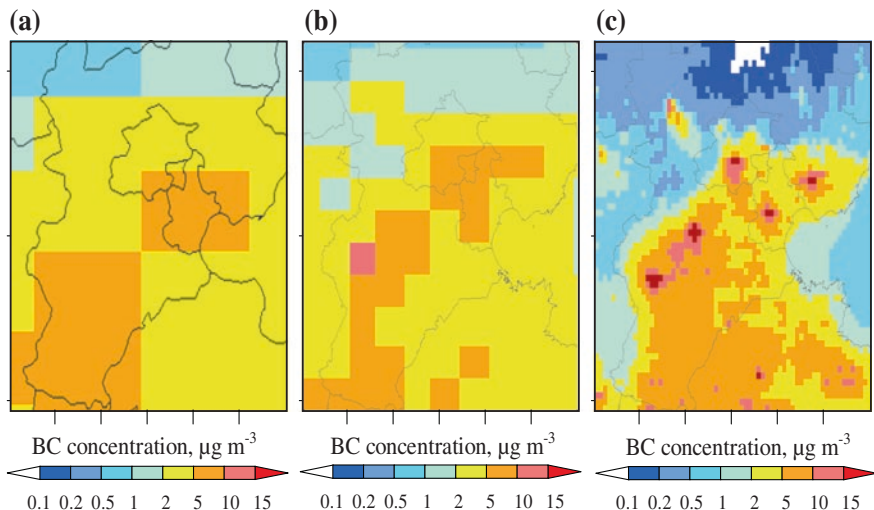 (a) (b) (c)
BC concentration, µg m⁻³ BC concentration, µg m⁻³ BC concentration, µg m⁻³
0.1 0.2 0.5 1 2 5 10 15 0.1 0.2 0.5 1 2 5 10 15 0.1 0.2 0.5 1 2 5 10 15